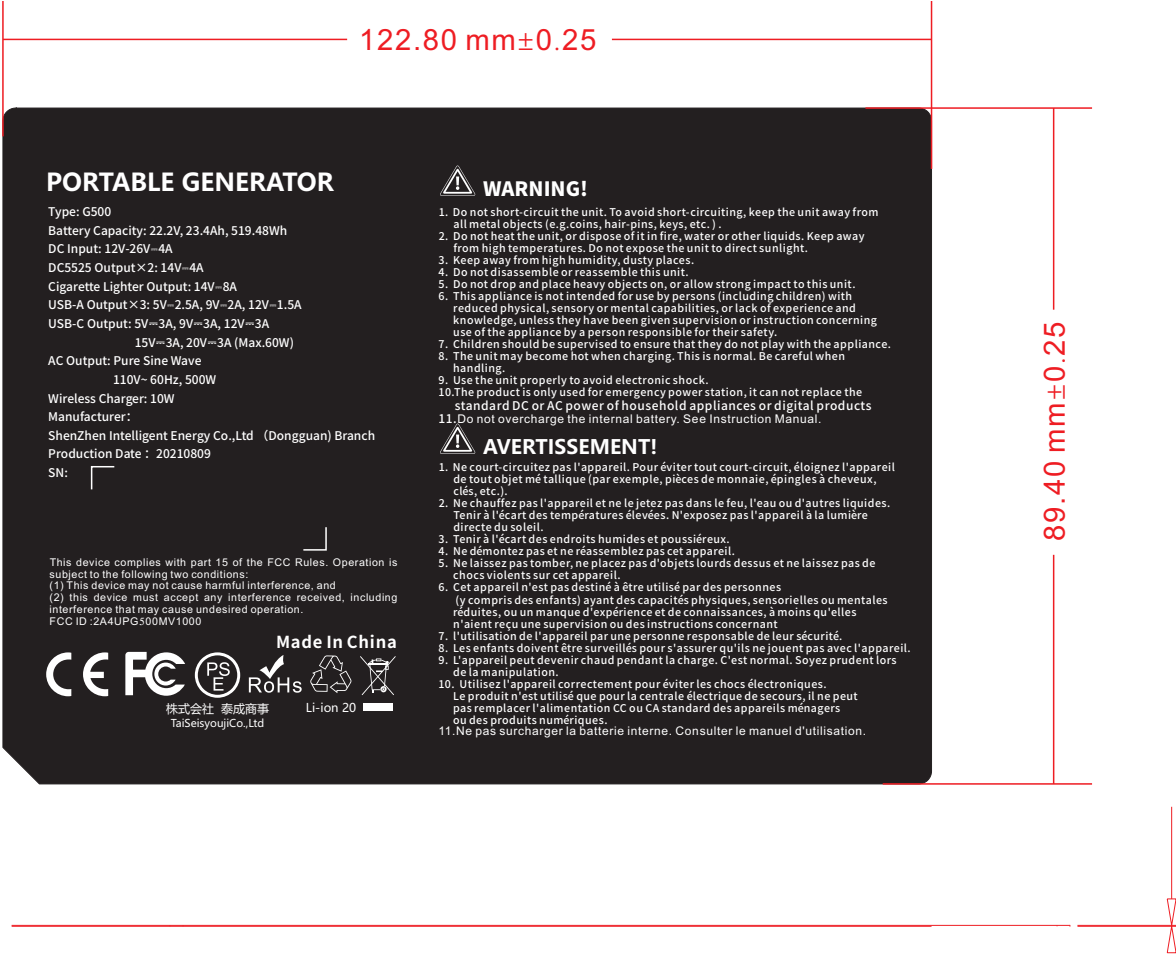 122.80 mm±0.25
PORTABLE GENERATOR
Type: G500
Battery Capacity: 22.2V, 23.4Ah, 519.48Wh
DC Input: 12V-26V⎓4A
DC5525 Output×2: 14V⎓4A
Cigarette Lighter Output: 14V⎓8A
USB-A Output×3: 5V⎓2.5A, 9V⎓2A, 12V⎓1.5A
USB-C Output: 5V⎓3A, 9V⎓3A, 12V⎓3A
15V⎓3A, 20V⎓3A (Max.60W)
AC Output: Pure Sine Wave
110V~ 60Hz, 500W
Wireless Charger: 10W
Manufacturer:
ShenZhen Intelligent Energy Co.,Ltd （Dongguan) Branch
Production Date： 20210809
SN:
This device complies with part 15 of the FCC Rules. Operation is
subject to the following two conditions:
(1) This device may not cause harmful interference, and
(2) this device must accept any interference received, including
interference that may cause undesired operation.
FCC ID :2A4UPG500MV1000
Made In China
CE FC PSE RoHS
株式会社 泰成商事
TaiSeisyoujiCo.,Ltd
Li-ion 20
WARNING!
1. Do not short-circuit the unit. To avoid short-circuiting, keep the unit away from
all metal objects (e.g.coins, hair-pins, keys, etc. ) .
2. Do not heat the unit, or dispose of it in fire, water or other liquids. Keep away
from high temperatures. Do not expose the unit to direct sunlight.
3. Keep away from high humidity, dusty places.
4. Do not disassemble or reassemble this unit.
5. Do not drop and place heavy objects on, or allow strong impact to this unit.
6. This appliance is not intended for use by persons (including children) with
reduced physical, sensory or mental capabilities, or lack of experience and
knowledge, unless they have been given supervision or instruction concerning
use of the appliance by a person responsible for their safety.
7. Children should be supervised to ensure that they do not play with the appliance.
8. The unit may become hot when charging. This is normal. Be careful when
handling.
9. Use the unit properly to avoid electronic shock.
10.The product is only used for emergency power station, it can not replace the
standard DC or AC power of household appliances or digital products
11.Do not overcharge the internal battery. See Instruction Manual.
AVERTISSEMENT!
1. Ne court-circuitez pas l'appareil. Pour éviter tout court-circuit, éloignez l'appareil
de tout objet mé tallique (par exemple, pièces de monnaie, épingles à cheveux,
clés, etc.).
2. Ne chauffez pas l'appareil et ne le jetez pas dans le feu, l'eau ou d'autres liquides.
Tenir à l'écart des températures élevées. N'exposez pas l'appareil à la lumière
directe du soleil.
3. Tenir à l'écart des endroits humides et poussiéreux.
4. Ne démontez pas et ne réassemblez pas cet appareil.
5. Ne laissez pas tomber, ne placez pas d'objets lourds dessus et ne laissez pas de
chocs violents sur cet appareil.
6. Cet appareil n'est pas destiné à être utilisé par des personnes
(y compris des enfants) ayant des capacités physiques, sensorielles ou mentales
réduites, ou un manque d'expérience et de connaissances, à moins qu'elles
n'aient reçu une supervision ou des instructions concernant
7. l'utilisation de l'appareil par une personne responsable de leur sécurité.
8. Les enfants doivent être surveillés pour s'assurer qu'ils ne jouent pas avec l'appareil.
9. L'appareil peut devenir chaud pendant la charge. C'est normal. Soyez prudent lors
de la manipulation.
10. Utilisez l'appareil correctement pour éviter les chocs électroniques.
Le produit n'est utilisé que pour la centrale électrique de secours, il ne peut
pas remplacer l'alimentation CC ou CA standard des appareils ménagers
ou des produits numériques.
11.Ne pas surcharger la batterie interne. Consulter le manuel d'utilisation.
89.40 mm±0.25